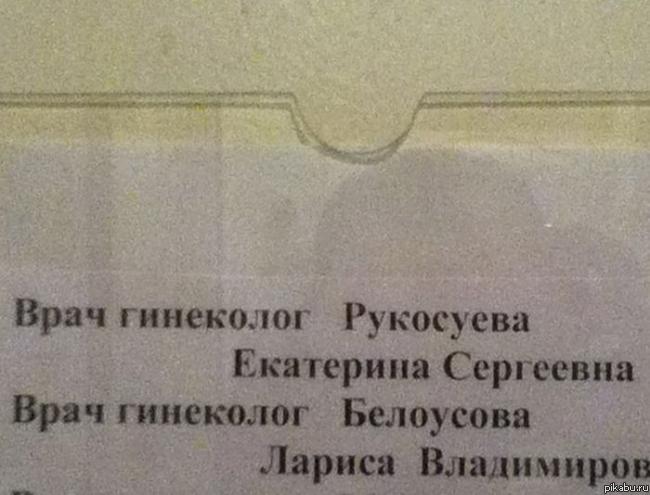 Врач гинеколог Рукосуева
Екатерина Сергеевна
Врач гинеколог Белоусова
Лариса Владимиров
pikabu.ru